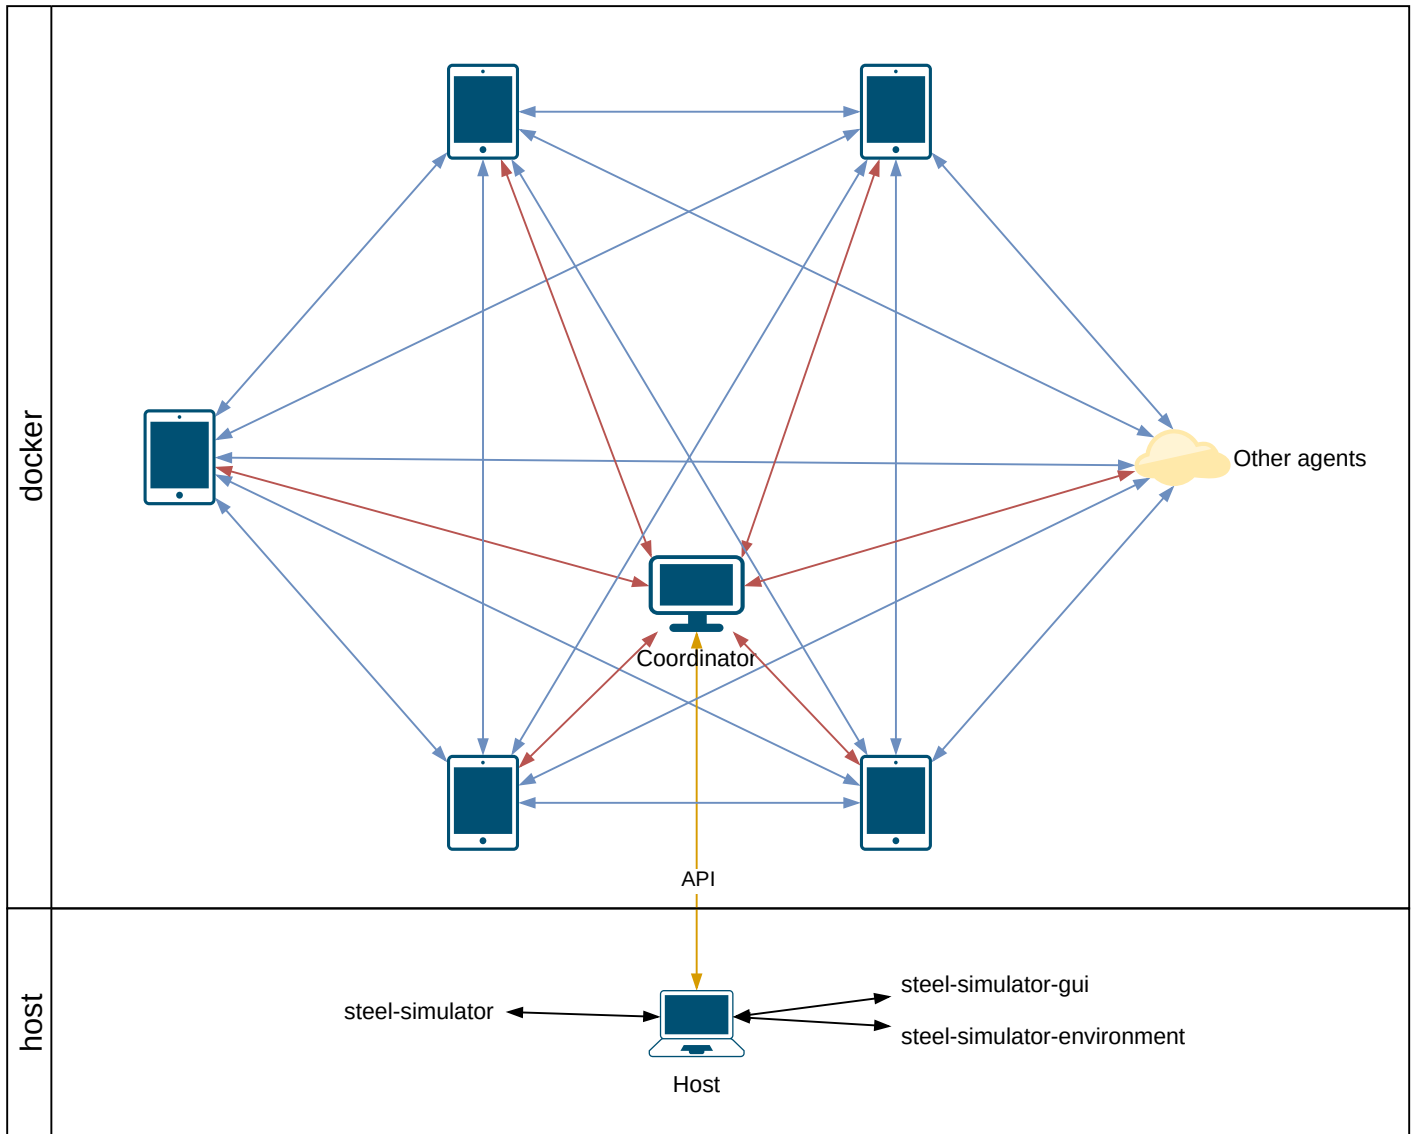 docker
Other agents
Coordinator
API
host
steel-simulator
steel-simulator-gui
steel-simulator-environment
Host